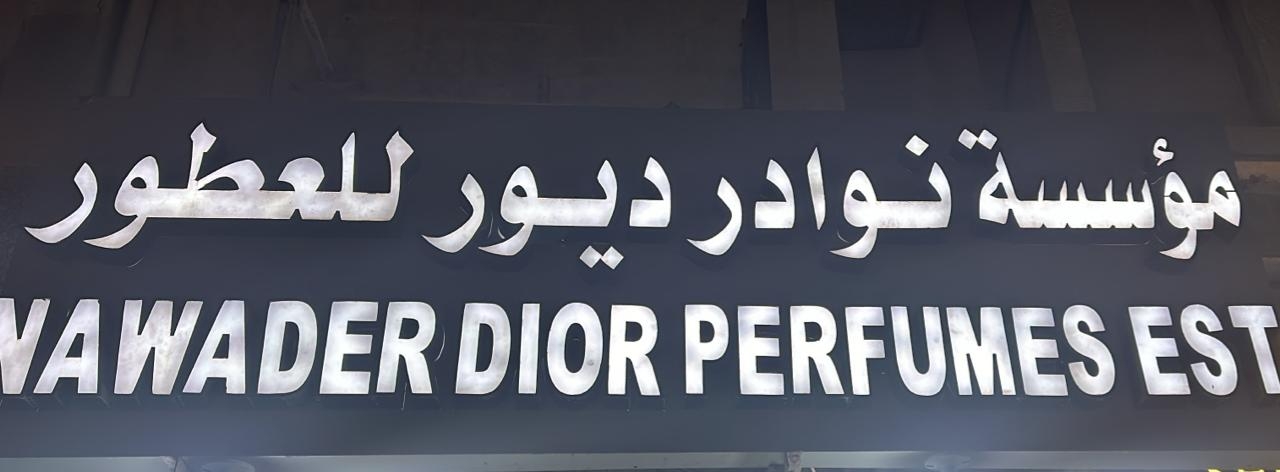 مؤسسة نوادر ديور للعطور
NAWADER DIOR PERFUMES EST